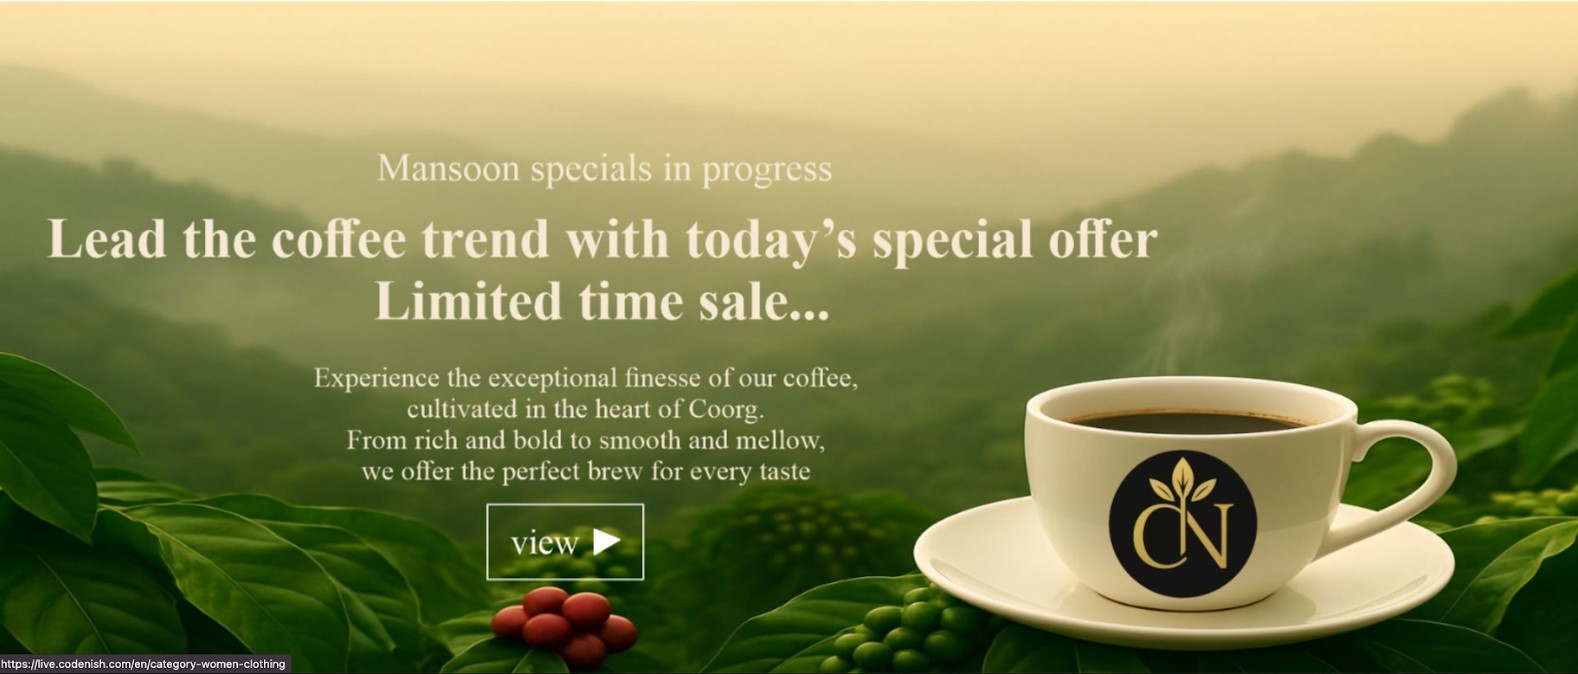 Mansoon specials in progress
Lead the coffee trend with today’s special offer
Limited time sale...
Experience the exceptional finesse of our coffee,
cultivated in the heart of Coorg.
From rich and bold to smooth and mellow,
we offer the perfect brew for every taste
view
CN
https://live.codenish.com/en/category-women-clothing